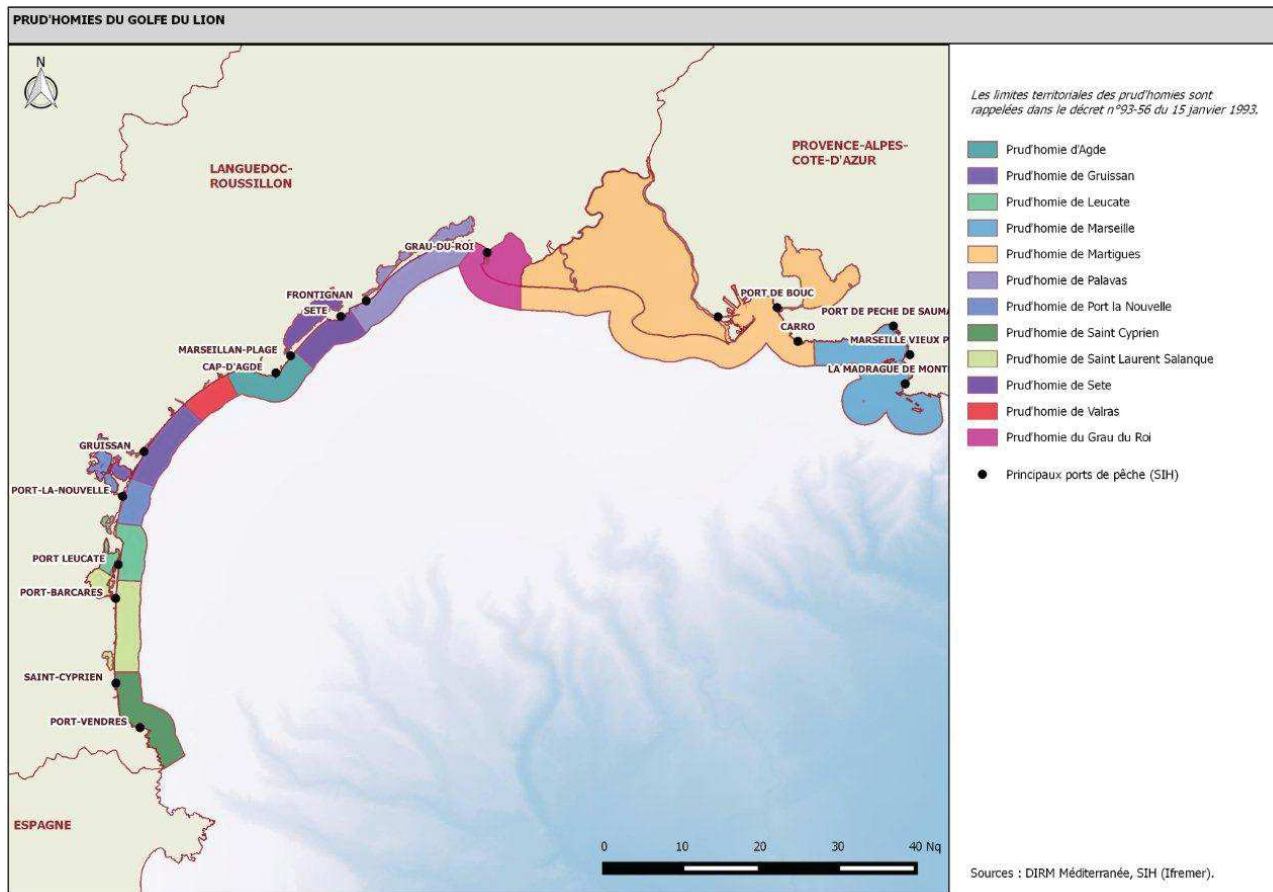 PRUD'HOMIES DU GOLFE DU LION
N
LANGUEDOC-
ROUSSILLON
PROVENCE-ALPES-
COTE-D'AZUR
GRAU-DU-ROI
FRONTIGNAN
SETE
MARSEILLAN-PLAGE
CAP-D'AGDE
GRUISSAN
PORT-LA-NOUVELLE
PORT LEUCATE
PORT-BARCARES
SAINT-CYPRIEN
PORT-VENDRES
ESPAGNE
PORT DE BOUC
CARRO
PORT DE PECHE DE SAUMA
MARSEILLE VIEUX P
LA MADRAGUE DE MONT
0 10 20 30 40 Nq
Les limites territoriales des prud'homies sont
rappelées dans le décret n°93-56 du 15 janvier 1993.
Prud'homie d'Agde
Prud'homie de Gruissan
Prud'homie de Leucate
Prud'homie de Marseille
Prud'homie de Martigues
Prud'homie de Palavas
Prud'homie de Port la Nouvelle
Prud'homie de Saint Cyprien
Prud'homie de Saint Laurent Salanque
Prud'homie de Sete
Prud'homie de Valras
Prud'homie du Grau du Roi
Principaux ports de pêche (SIH)
Sources : DIRM Méditerranée, SIH (Ifremer).